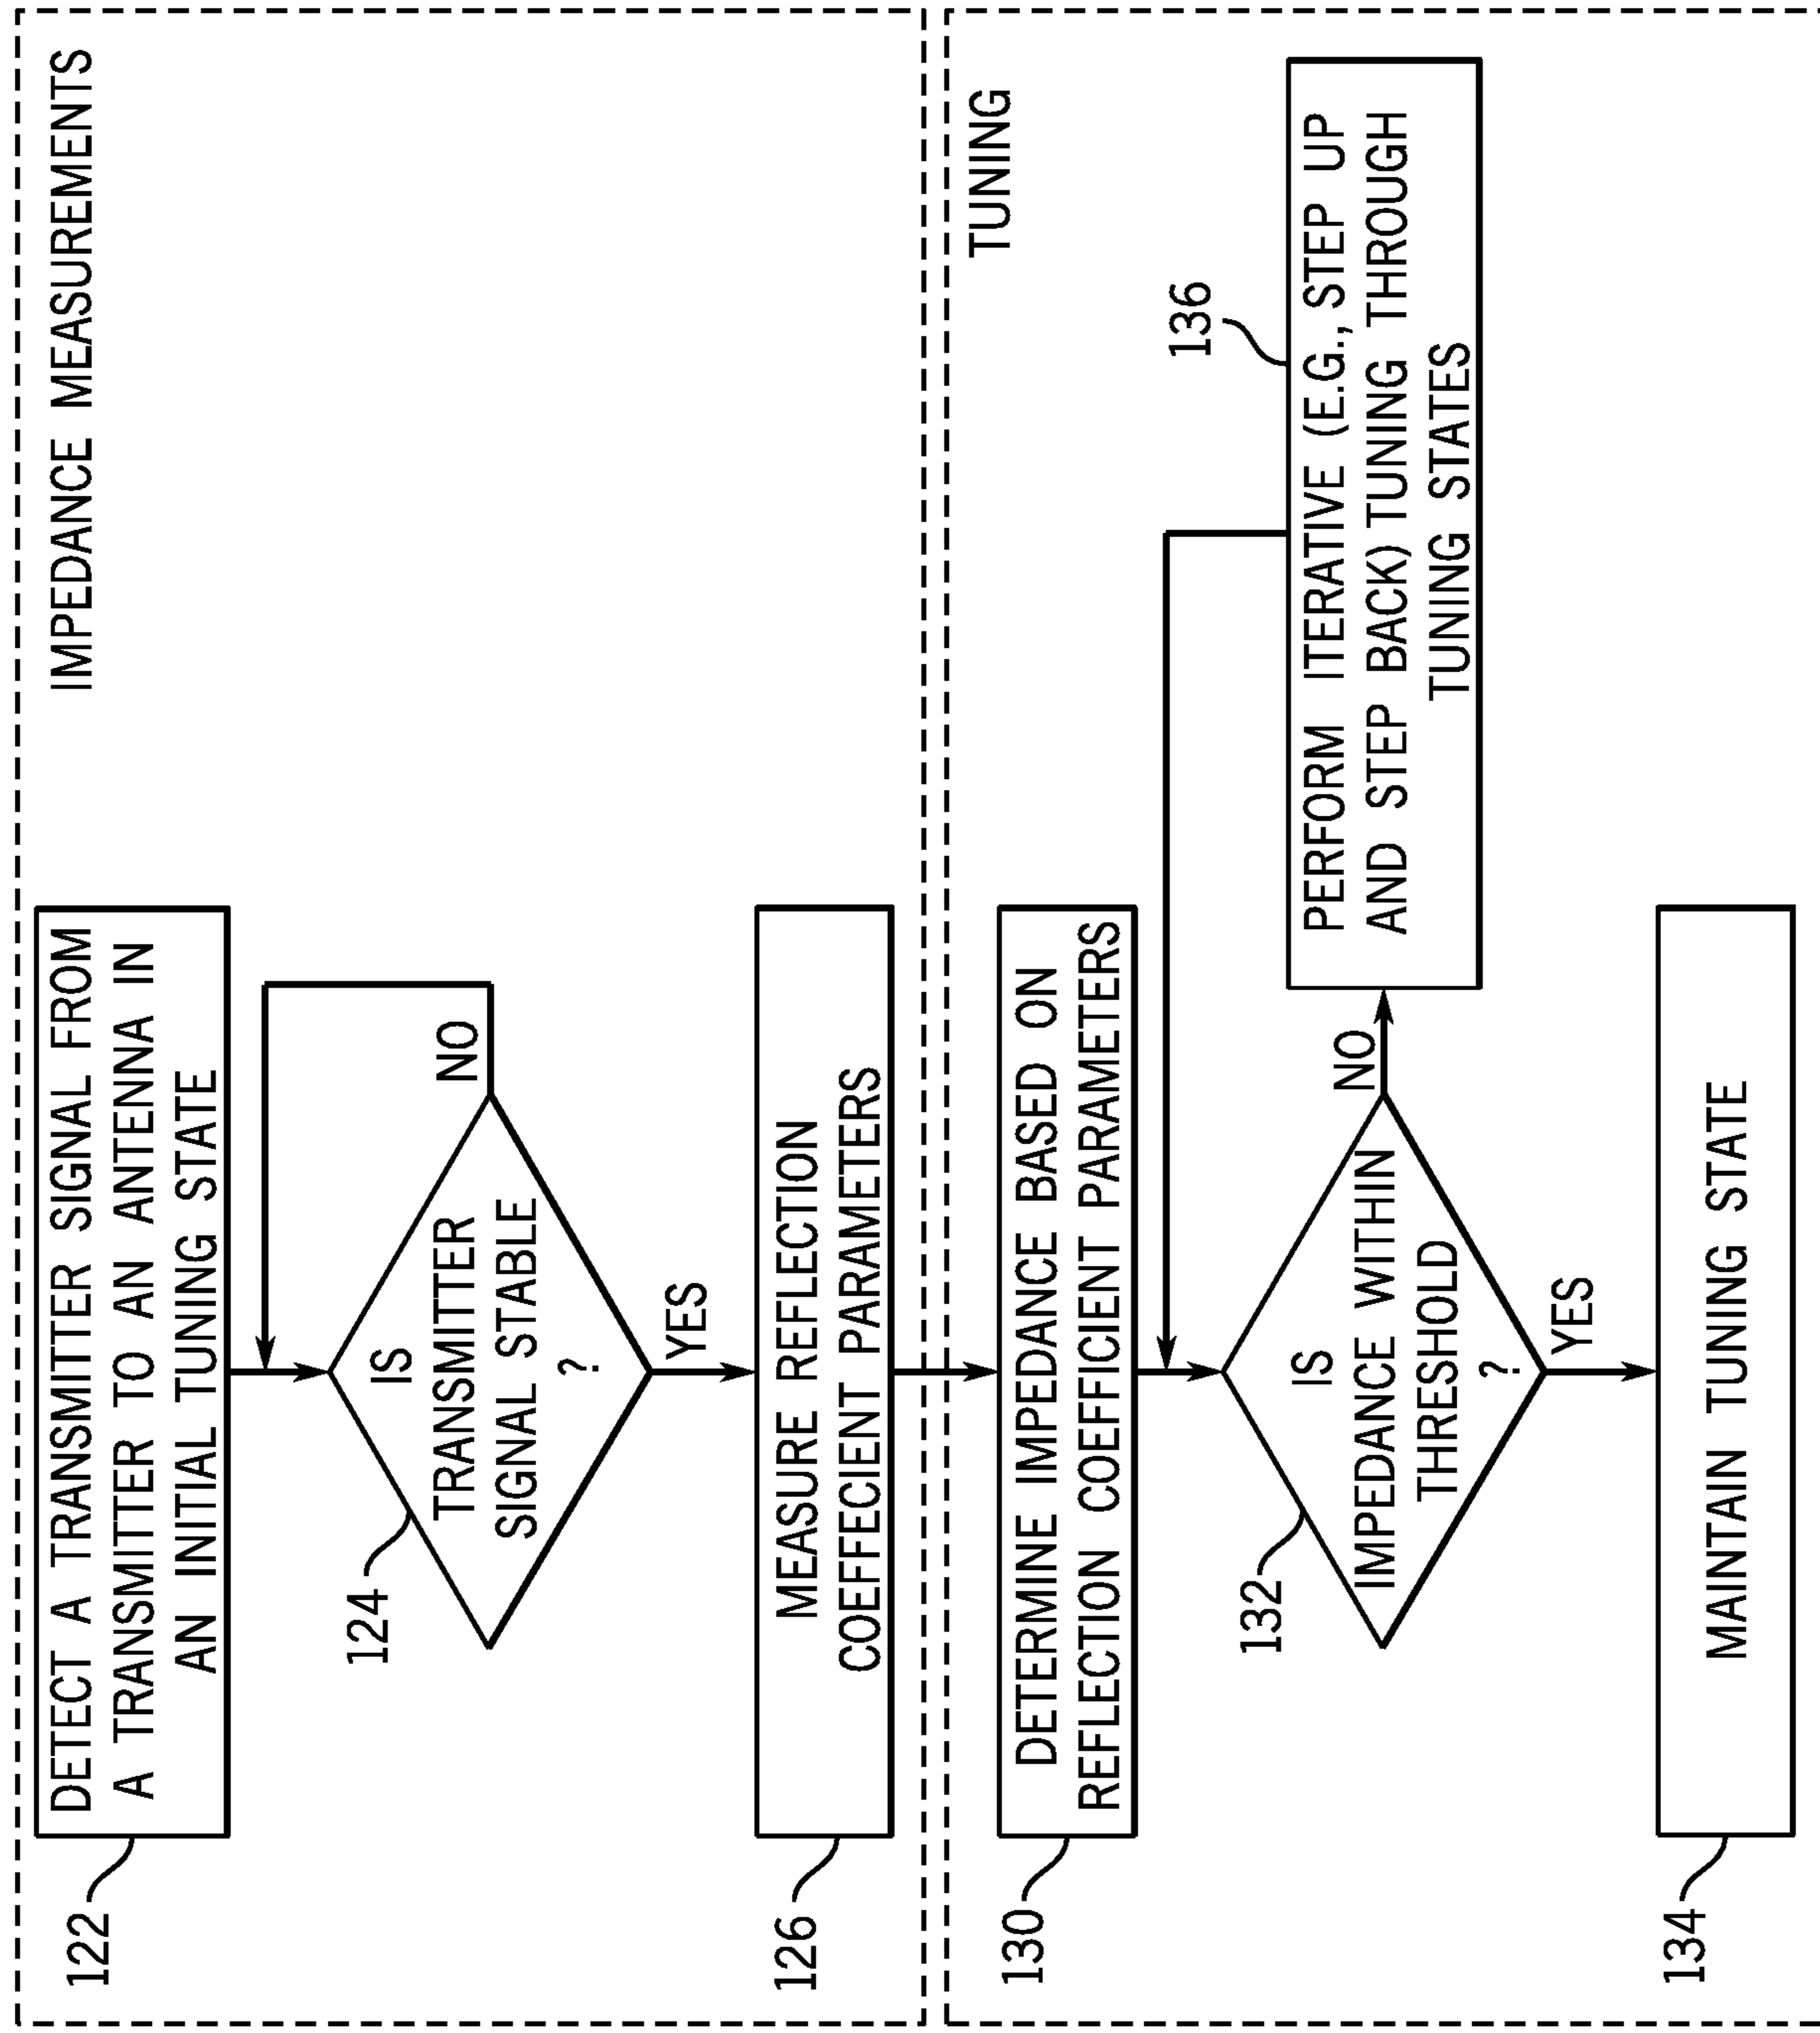 IMPEDANCE MEASUREMENTS
122
DETECT A TRANSMITTER SIGNAL FROM
A TRANSMITTER TO AN ANTENNA IN
AN INITIAL TUNING STATE
124
IS
TRANSMITTER
SIGNAL STABLE
?
NO
YES
126
MEASURE REFLECTION
COEFFECIENT PARAMETERS
TUNING
130
DETERMINE IMPEDANCE BASED ON
REFLECTION COEFFICIENT PARAMETERS
132
IS
IMPEDANCE WITHIN
THRESHOLD
?
NO
YES
136
PERFORM ITERATIVE (E.G., STEP UP
AND STEP BACK) TUNING THROUGH
TUNING STATES
134
MAINTAIN TUNING STATE